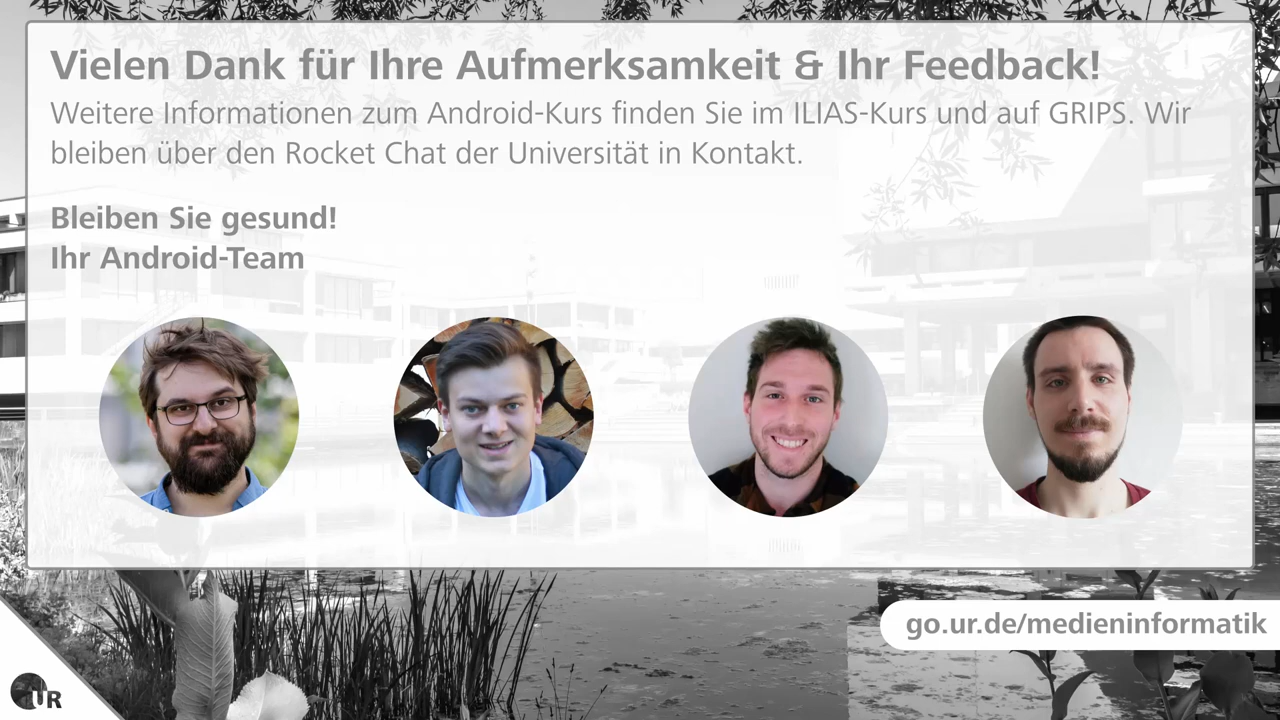 Vielen Dank für Ihre Aufmerksamkeit & Ihr Feedback!
Weitere Informationen zum Android-Kurs finden Sie im ILIAS-Kurs und auf GRIPS. Wir
bleiben über den Rocket Chat der Universität in Kontakt.
Bleiben Sie gesund!
Ihr Android-Team
go.ur.de/medieninformatik
UR